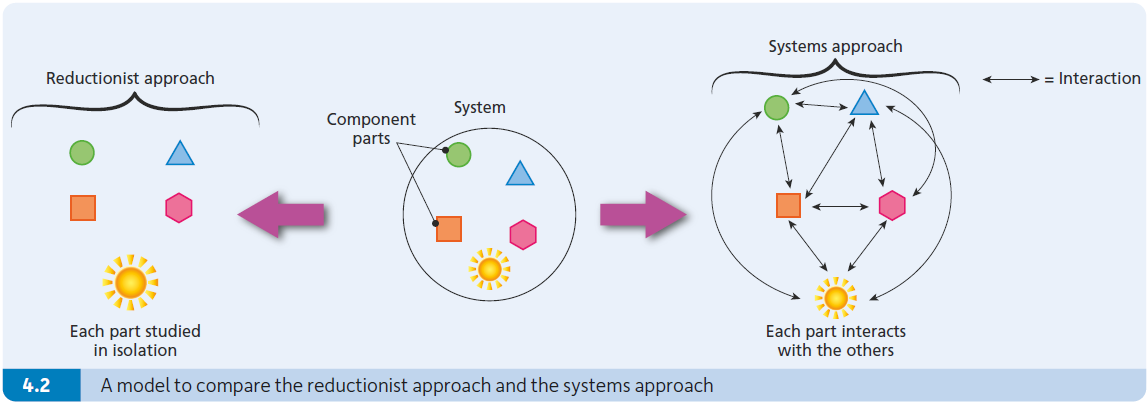 Reductionist approach
Each part studied
in isolation
System
Component
parts
Systems approach
= Interaction
Each part interacts
with the others
4.2 A model to compare the reductionist approach and the systems approach